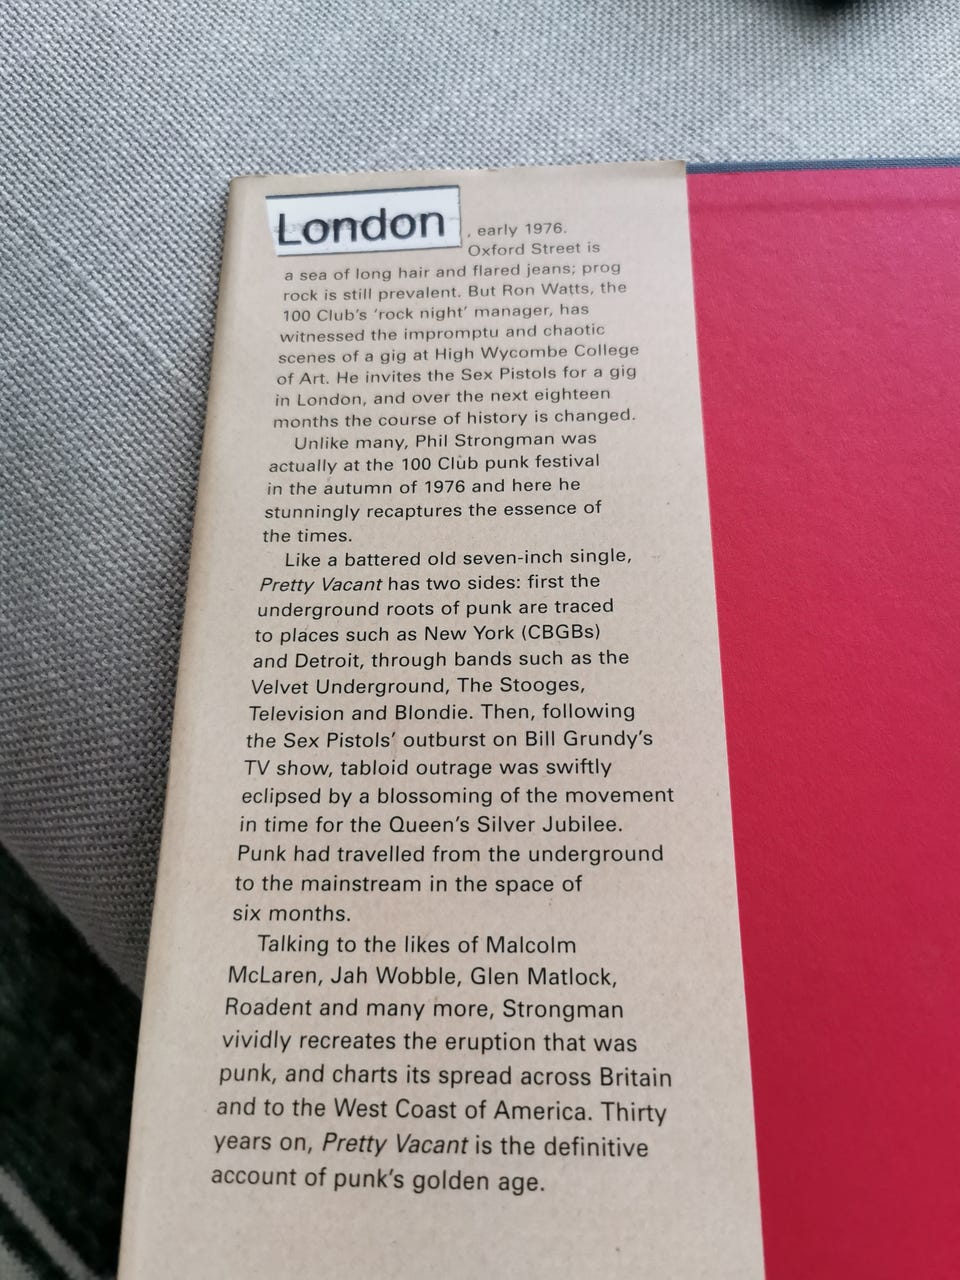 London, early 1976.
Oxford Street is
a sea of long hair and flared jeans; prog
rock is still prevalent. But Ron Watts, the
100 Club's ‘rock night’ manager, has
witnessed the impromptu and chaotic
scenes of a gig at High Wycombe College
of Art. He invites the Sex Pistols for a gig
in London, and over the next eighteen
months the course of history is changed.
Unlike many, Phil Strongman was
actually at the 100 Club punk festival
in the autumn of 1976 and here he
stunningly recaptures the essence of
the times.
Like a battered old seven-inch single,
Pretty Vacant has two sides: first the
underground roots of punk are traced
to places such as New York (CBGBs)
and Detroit, through bands such as the
Velvet Underground, The Stooges,
Television and Blondie. Then, following
the Sex Pistols’ outburst on Bill Grundy’s
TV show, tabloid outrage was swiftly
eclipsed by a blossoming of the movement
in time for the Queen’s Silver Jubilee.
Punk had travelled from the underground
to the mainstream in the space of
six months.
Talking to the likes of Malcolm
McLaren, Jah Wobble, Glen Matlock,
Roadent and many more, Strongman
vividly recreates the eruption that was
punk, and charts its spread across Britain
and to the West Coast of America. Thirty
years on, Pretty Vacant is the definitive
account of punk’s golden age.